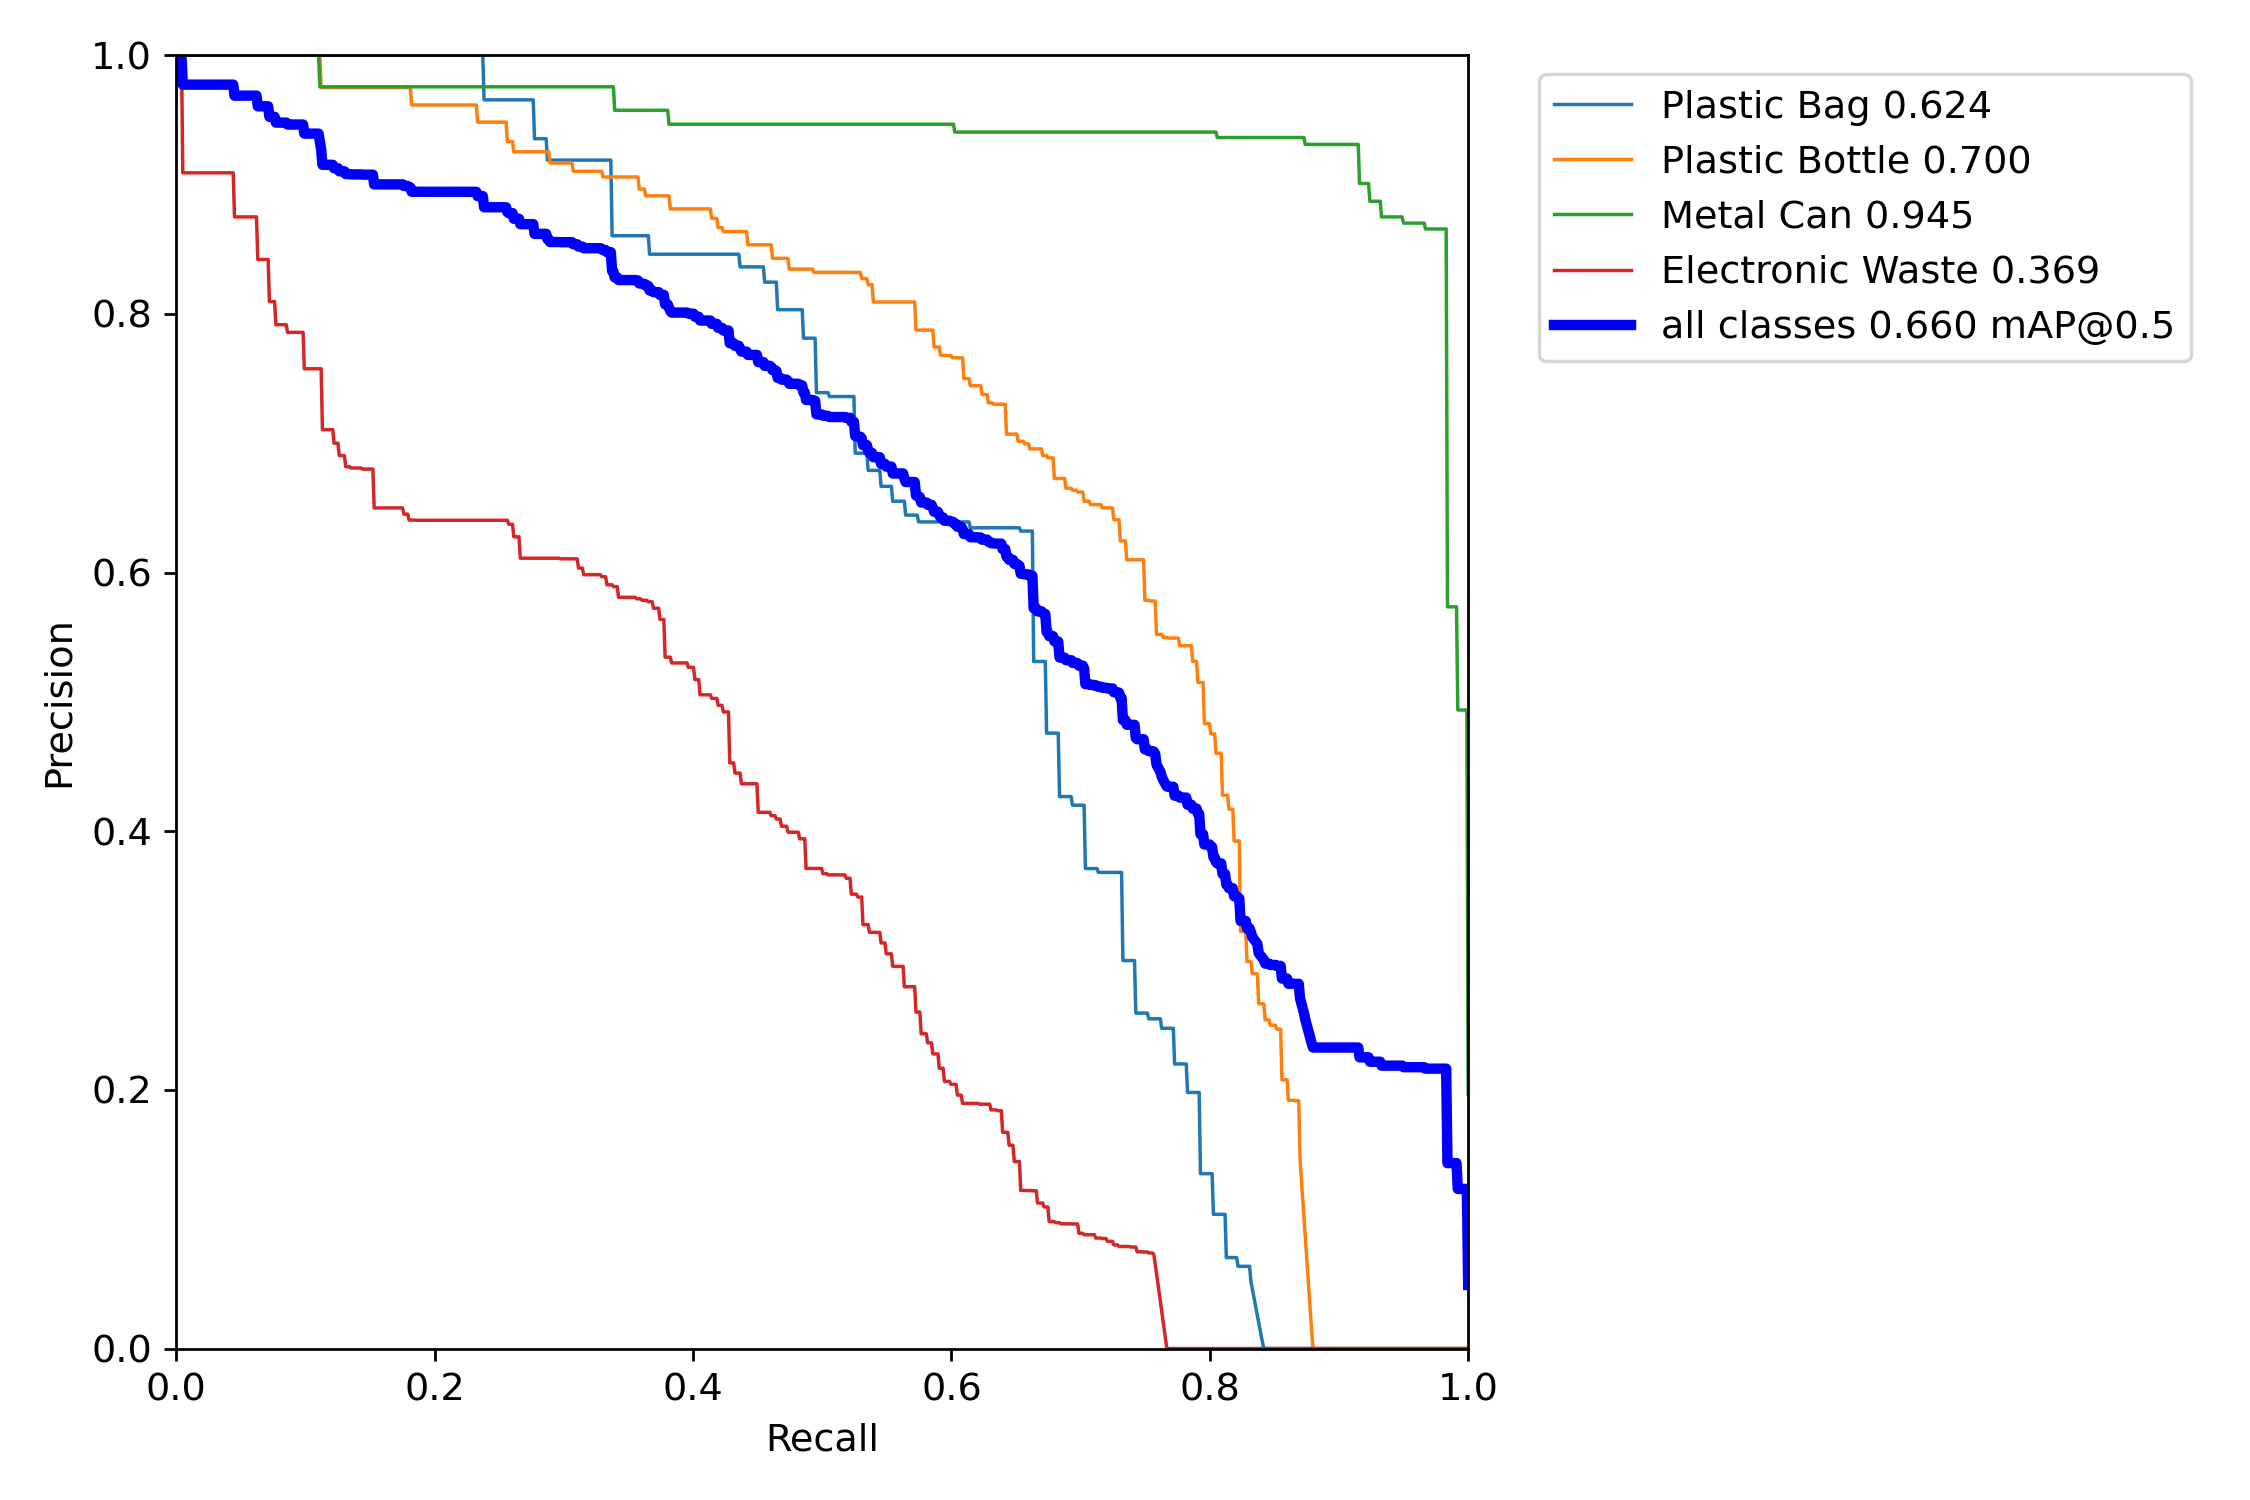 1.0
0.8
0.6
0.4
0.2
0.0
Precision
0.0 0.2 0.4 0.6 0.8 1.0
Recall
Plastic Bag 0.624
Plastic Bottle 0.700
Metal Can 0.945
Electronic Waste 0.369
all classes 0.660 mAP@0.5